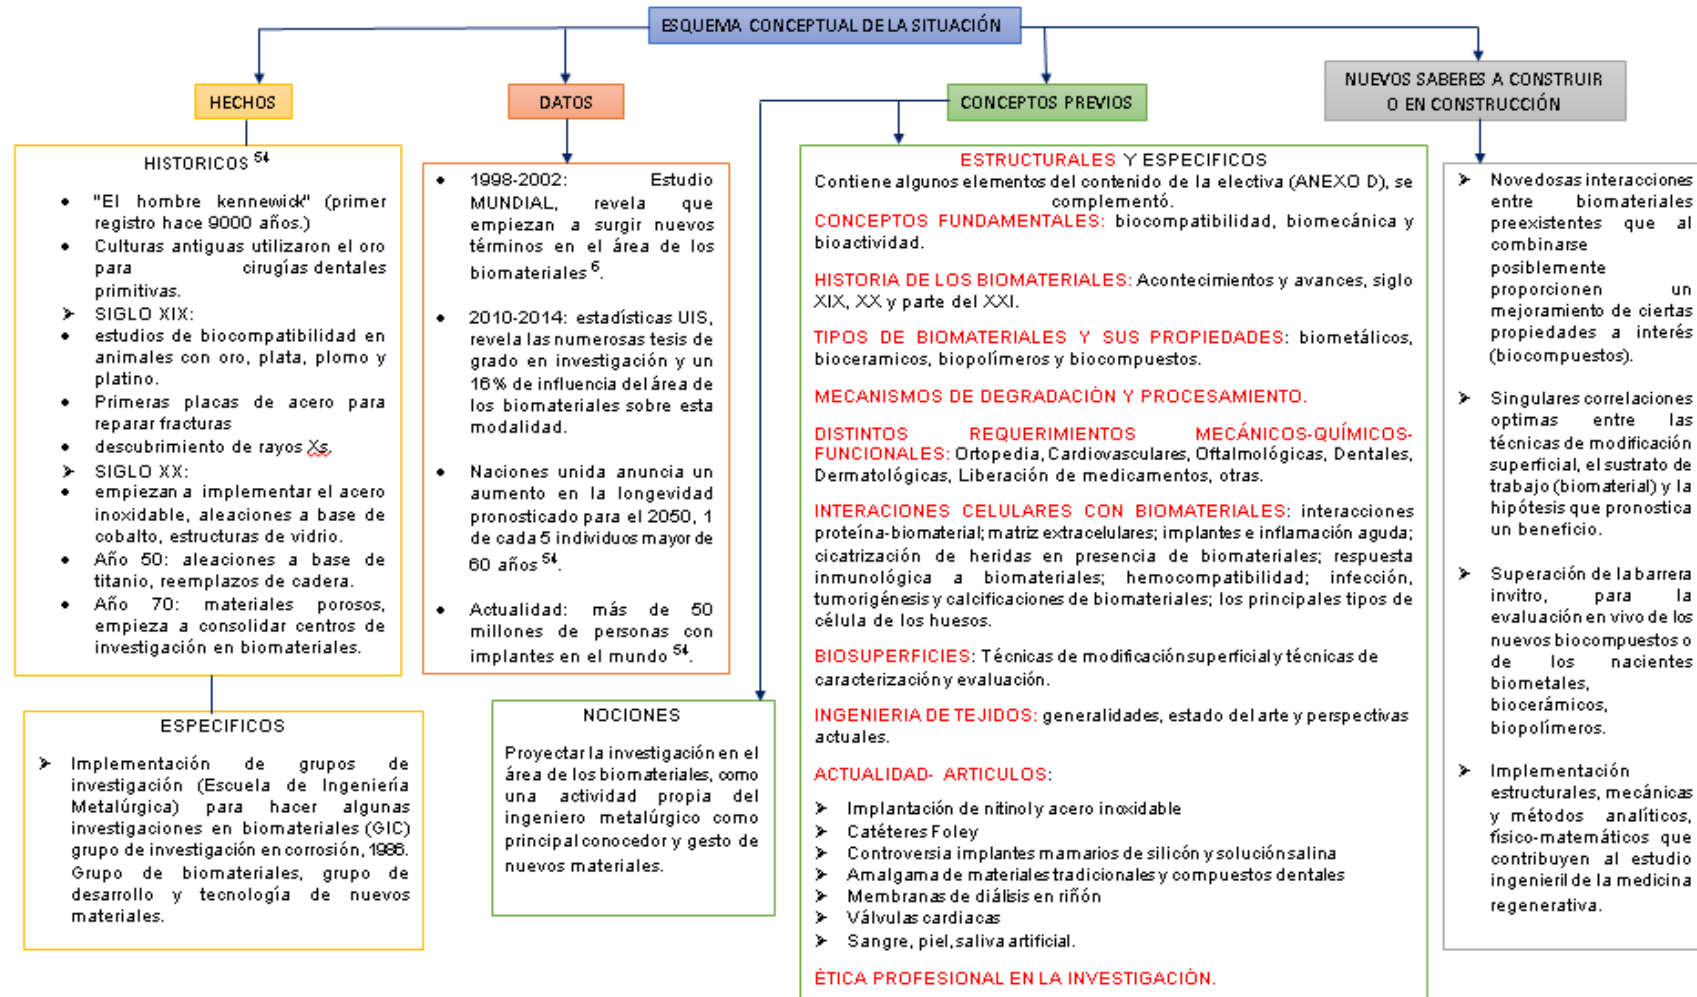 ESQUEMA CONCEPTUAL DE LA SITUACIÓN
HECHOS
HISTORICOS 54
• "El hombre kennewick" (primer
registro hace 9000 años.)
• Culturas antiguas utilizaron el oro
para cirugías dentales
primitivas.
➤ SIGLO XIX:
• estudios de biocompatibilidad en
animales con oro, plata, plomo y
platino.
• Primeras placas de acero para
reparar fracturas
• descubrimiento de rayos Xs.
➤ SIGLO XX:
• empiezan a implementar el acero
inoxidable, aleaciones a base de
cobalto, estructuras de vidrio.
• Año 50: aleaciones a base de
titanio, reemplazos de cadera.
• Año 70: materiales porosos,
empieza a consolidar centros de
investigación en biomateriales.
ESPECIFICOS
➤ Implementación de grupos de
investigación (Escuela de Ingeniería
Metalúrgica) para hacer algunas
investigaciones en biomateriales (GIC)
grupo de investigación en corrosión, 1986.
Grupo de biomateriales, grupo de
desarrollo y tecnología de nuevos
materiales.
DATOS
• 1998-2002: Estudio
MUNDIAL, revela que
empiezan a surgir nuevos
términos en el área de los
biomateriales 6.
• 2010-2014: estadísticas UIS,
revela las numerosas tesis de
grado en investigación y un
16% de influencia del área de
los biomateriales sobre esta
modalidad.
• Naciones unida anuncia un
aumento en la longevidad
pronosticado para el 2050, 1
de cada 5 individuos mayor de
60 años 54.
• Actualidad: más de 50
millones de personas con
implantes en el mundo 54.
CONCEPTOS PREVIOS
NOCIONES
Proyectar la investigación en el
área de los biomateriales, como
una actividad propia del
ingeniero metalúrgico como
principal conocedor y gesto de
nuevos materiales.
ESTRUCTURALES Y ESPECIFICOS
Contiene algunos elementos del contenido de la electiva (ANEXO D), se
complementó.
CONCEPTOS FUNDAMENTALES: biocompatibilidad, biomecánica y
bioactividad.
HISTORIA DE LOS BIOMATERIALES: Acontecimientos y avances, siglo
XIX, XX y parte del XXI.
TIPOS DE BIOMATERIALES Y SUS PROPIEDADES: biometálicos,
bioceramicos, biopolímeros y biocompuestos.
MECANISMOS DE DEGRADACIÓN Y PROCESAMIENTO.
DISTINTOS REQUERIMIENTOS MECÁNICOS-QUÍMICOS-
FUNCIONALES: Ortopedia, Cardiovasculares, Oftalmológicas, Dentales,
Dermatológicas, Liberación de medicamentos, otras.
INTERACIONES CELULARES CON BIOMATERIALES: interacciones
proteína-biomaterial; matriz extracelulares; implantes e inflamación aguda;
cicatrización de heridas en presencia de biomateriales; respuesta
inmunológica a biomateriales; hemocompatibilidad; infección,
tumorigénesis y calcificaciones de biomateriales; los principales tipos de
célula de los huesos.
BIOSUPERFICIES: Técnicas de modificación superficial y técnicas de
caracterización y evaluación.
INGENIERIA DE TEJIDOS: generalidades, estado del arte y perspectivas
actuales.
ACTUALIDAD- ARTICULOS:
➤ Implantación de nitinol y acero inoxidable
➤ Catéteres Foley
➤ Controversia implantes mamarios de silicón y solución salina
➤ Amalgama de materiales tradicionales y compuestos dentales
➤ Membranas de diálisis en riñón
➤ Válvulas cardiacas
➤ Sangre, piel, saliva artificial.
ÉTICA PROFESIONAL EN LA INVESTIGACIÓN.
NUEVOS SABERES A CONSTRUIR
O EN CONSTRUCCIÓN
➤ Novedosas interacciones
entre biomateriales
preexistentes que al
combinarse
posiblemente
proporcionen un
mejoramiento de ciertas
propiedades a interés
(biocompuestos).
➤ Singulares correlaciones
optimas entre las
técnicas de modificación
superficial, el sustrato de
trabajo (biomaterial) y la
hipótesis que pronostica
un beneficio.
➤ Superación de la barrera
invitro, para la
evaluación en vivo de los
nuevos biocompuestos o
de los nacientes
biometales,
biocerámicos,
biopolímeros.
➤ Implementación
estructurales, mecánicas
y métodos analíticos,
físico-matemáticos que
contribuyen al estudio
ingenieril de la medicina
regenerativa.